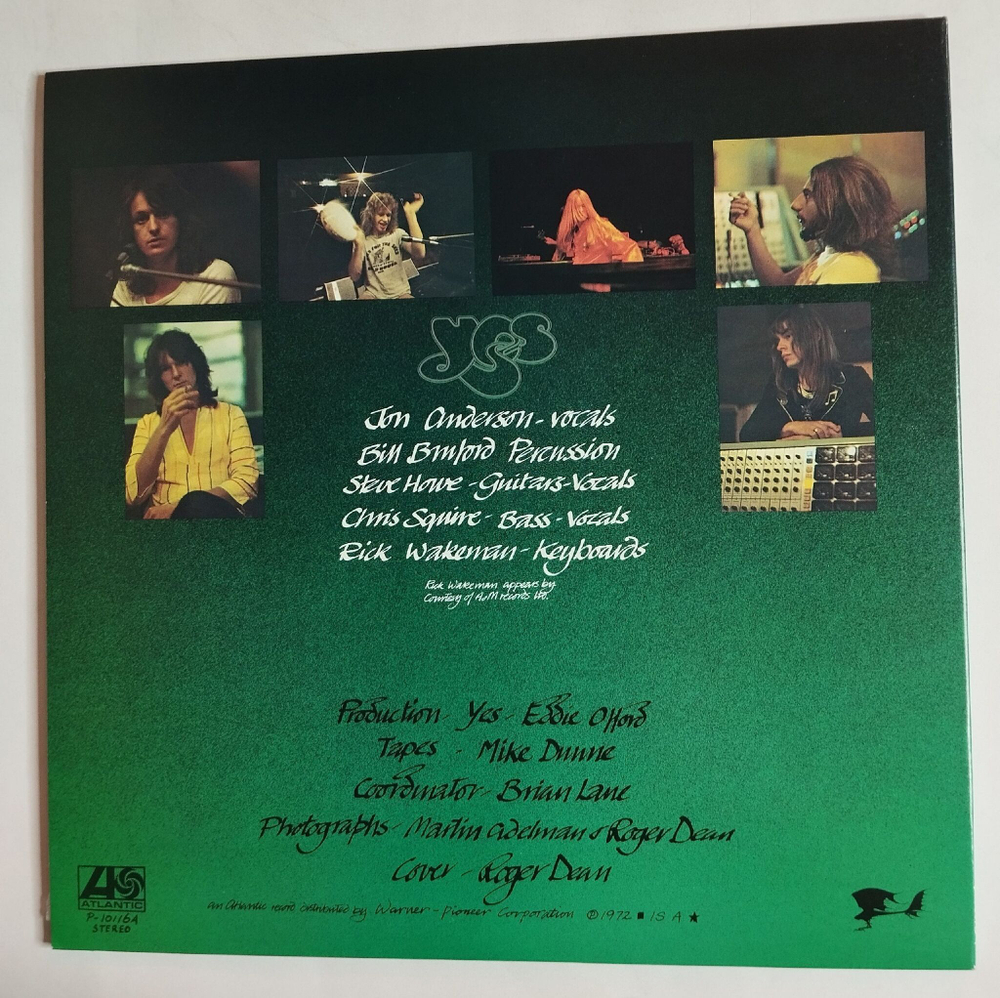 yes
Jon Anderson - vocals
Bill Bruford Percussion
Steve Howe - Guitars - Vocals
Chris Squire - Bass - Vocals
Rick Wakeman - Keyboards
Rick Wakeman appears by
Courtesy of A&M records Ltd.
Production - Yes - Eddie Offord
Tapes - Mike Dunne
Coordinator - Brian Lane
Photographs - Martin Adelman & Roger Dean
Cover - Roger Dean
ATLANTIC
P-10116A
STEREO
an Atlantic record distributed by Warner - Pioneer Corporation ℗ 1972 ■ IS A ★